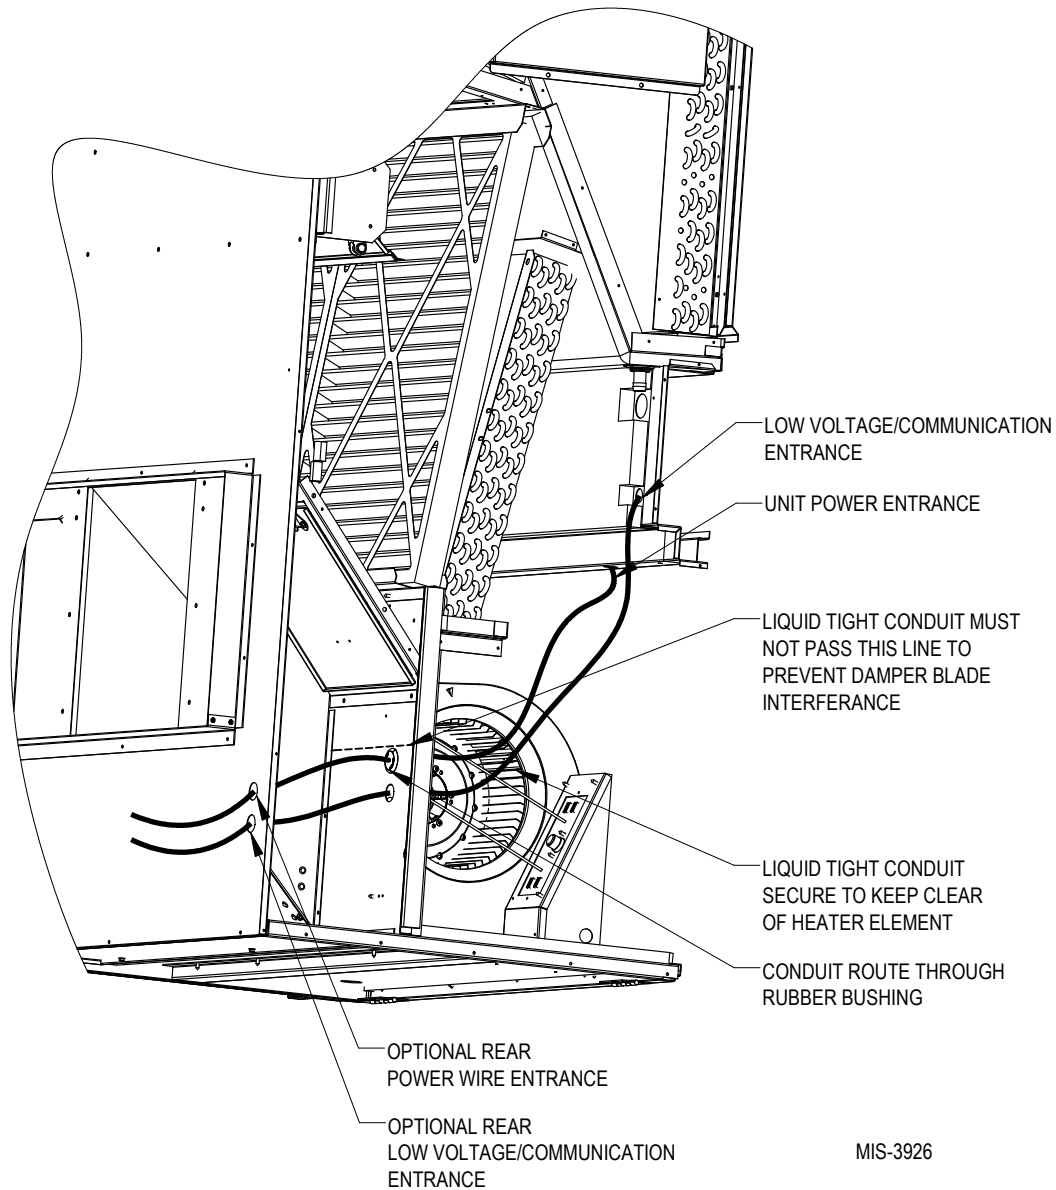 LOW VOLTAGE/COMMUNICATION
ENTRANCE
UNIT POWER ENTRANCE
LIQUID TIGHT CONDUIT MUST
NOT PASS THIS LINE TO
PREVENT DAMPER BLADE
INTERFERANCE
LIQUID TIGHT CONDUIT
SECURE TO KEEP CLEAR
OF HEATER ELEMENT
CONDUIT ROUTE THROUGH
RUBBER BUSHING
OPTIONAL REAR
POWER WIRE ENTRANCE
OPTIONAL REAR
LOW VOLTAGE/COMMUNICATION
ENTRANCE
MIS-3926